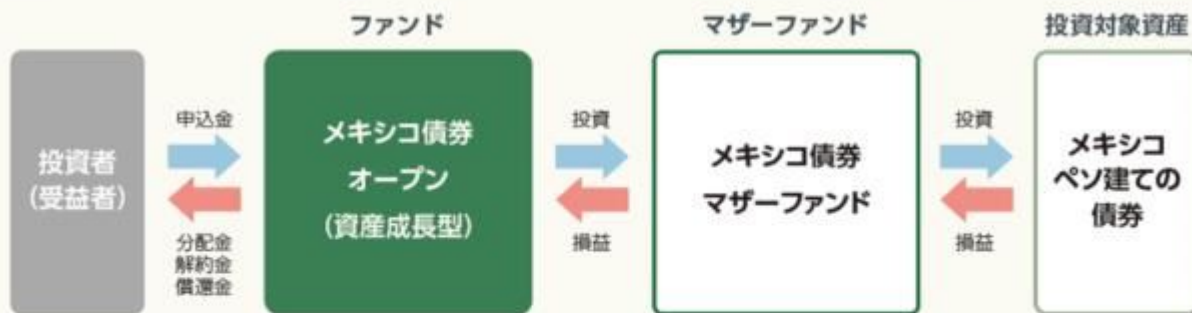 ファンド
マザーファンド
投資対象資産
投資者
(受益者)
申込金
分配金
解約金
償還金
メキシコ債券
オープン
(資産成長型)
投資
損益
メキシコ債券
マザーファンド
投資
損益
メキシコ
ペソ建ての
債券